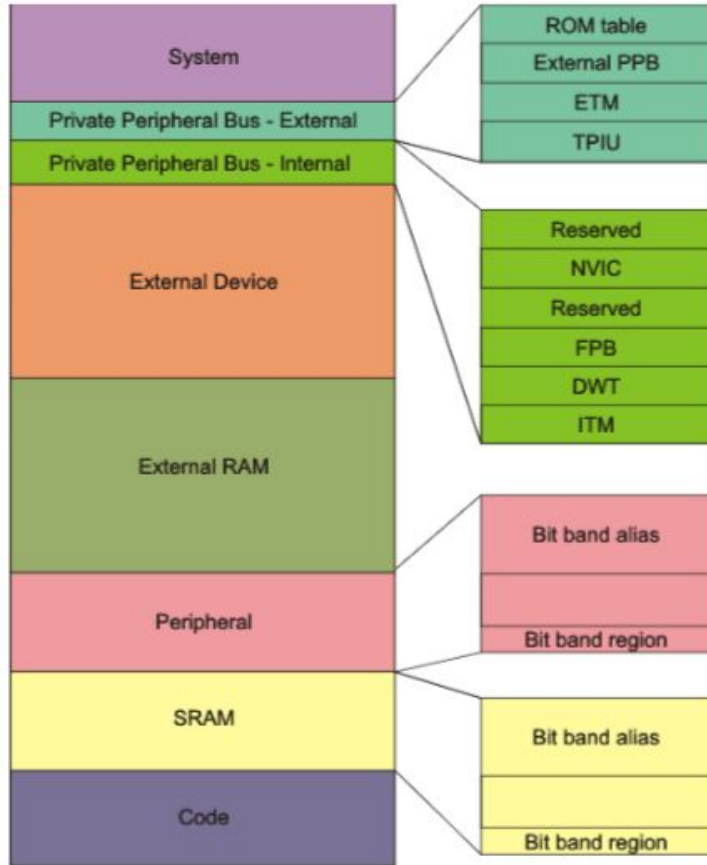 System
Private Peripheral Bus - External
Private Peripheral Bus - Internal
External Device
External RAM
Peripheral
SRAM
Code
ROM table
External PPB
ETM
TPIU
Reserved
NVIC
Reserved
FPB
DWT
ITM
Bit band alias
Bit band region
Bit band alias
Bit band region